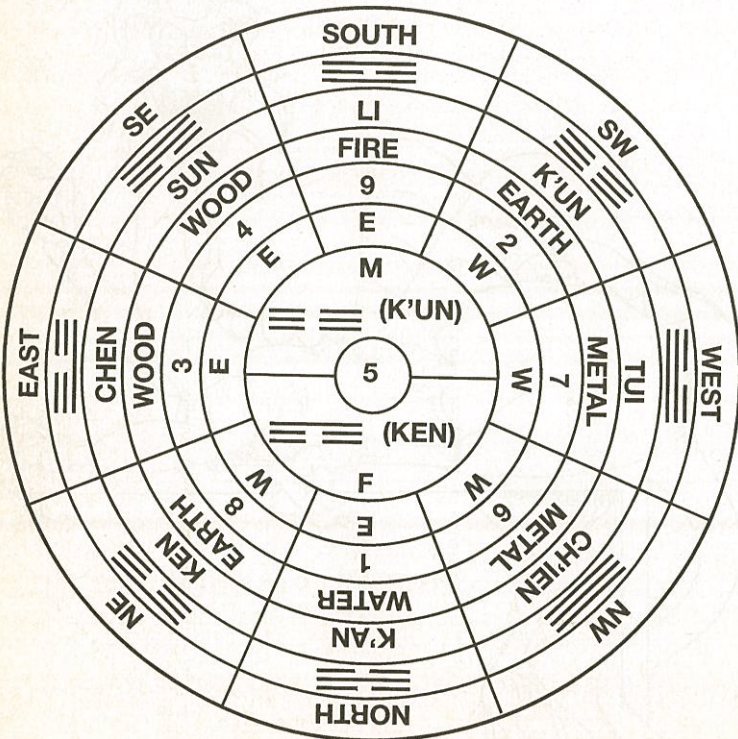 SOUTH
LI
FIRE
9
E
SW
K'UN
EARTH
2
W
WEST
TUI
METAL
7
W
NW
CH'IEN
METAL
6
W
NORTH
K'AN
WATER
1
E
NE
KEN
EARTH
8
W
EAST
CHEN
WOOD
3
E
SE
SUN
WOOD
4
E
M
(K'UN)
5
(KEN)
F